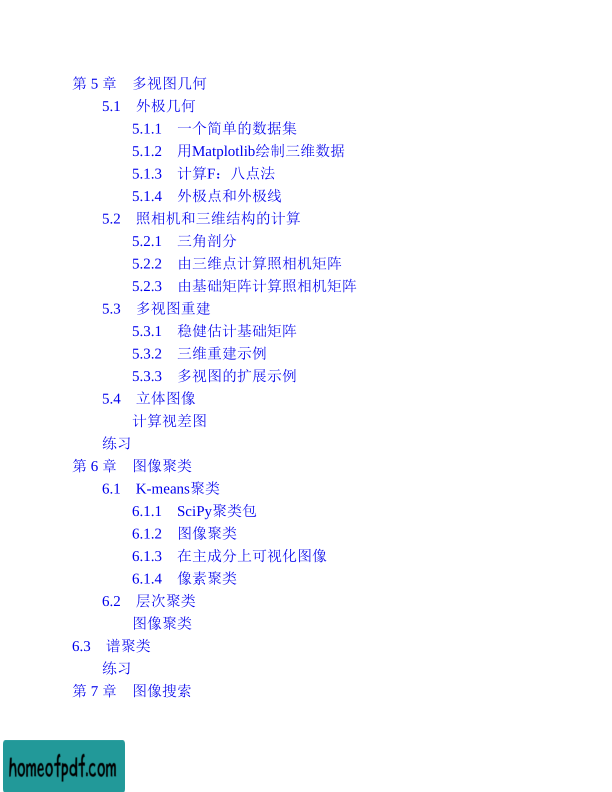 第 5 章 多视图几何
5.1 外极几何
5.1.1 一个简单的数据集
5.1.2 用Matplotlib绘制三维数据
5.1.3 计算F：八点法
5.1.4 外极点和外极线
5.2 照相机和三维结构的计算
5.2.1 三角剖分
5.2.2 由三维点计算照相机矩阵
5.2.3 由基础矩阵计算照相机矩阵
5.3 多视图重建
5.3.1 稳健估计基础矩阵
5.3.2 三维重建示例
5.3.3 多视图的扩展示例
5.4 立体图像
计算视差图
练习
第 6 章 图像聚类
6.1 K-means聚类
6.1.1 SciPy聚类包
6.1.2 图像聚类
6.1.3 在主成分上可视化图像
6.1.4 像素聚类
6.2 层次聚类
图像聚类
6.3 谱聚类
练习
第 7 章 图像搜索
homeofpdf.com